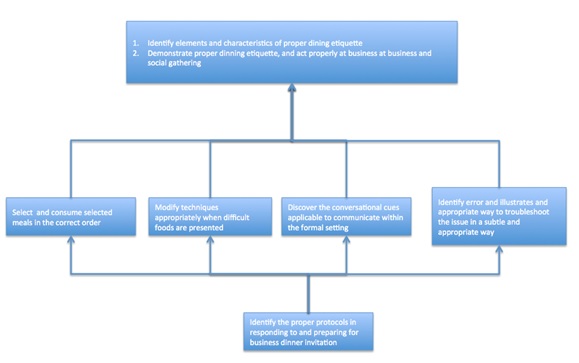 1. Identify elements and characteristics of proper dining etiquette
2. Demonstrate proper dinning etiquette, and act properly at business at business and
social gathering
Select and consume selected
meals in the correct order
Modify techniques
appropriately when difficult
foods are presented
Discover the conversational cues
applicable to communicate within
the formal setting
Identify error and illustrates and
appropriate way to troubleshoot
the issue in a subtle and
appropriate way
Identify the proper protocols in
responding to and preparing for
business dinner invitation